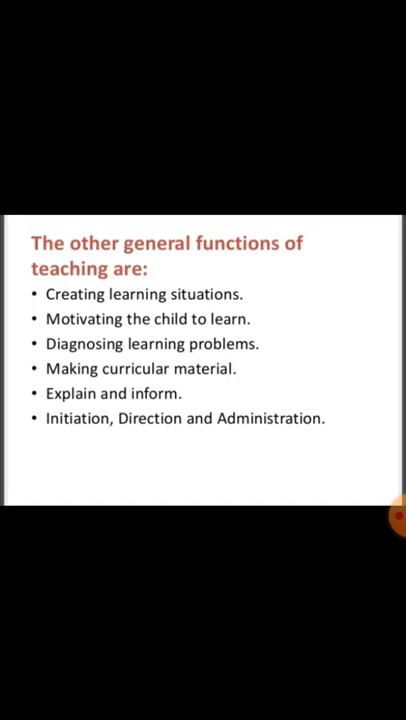 The other general functions of
teaching are:
• Creating learning situations.
• Motivating the child to learn.
• Diagnosing learning problems.
• Making curricular material.
• Explain and inform.
• Initiation, Direction and Administration.